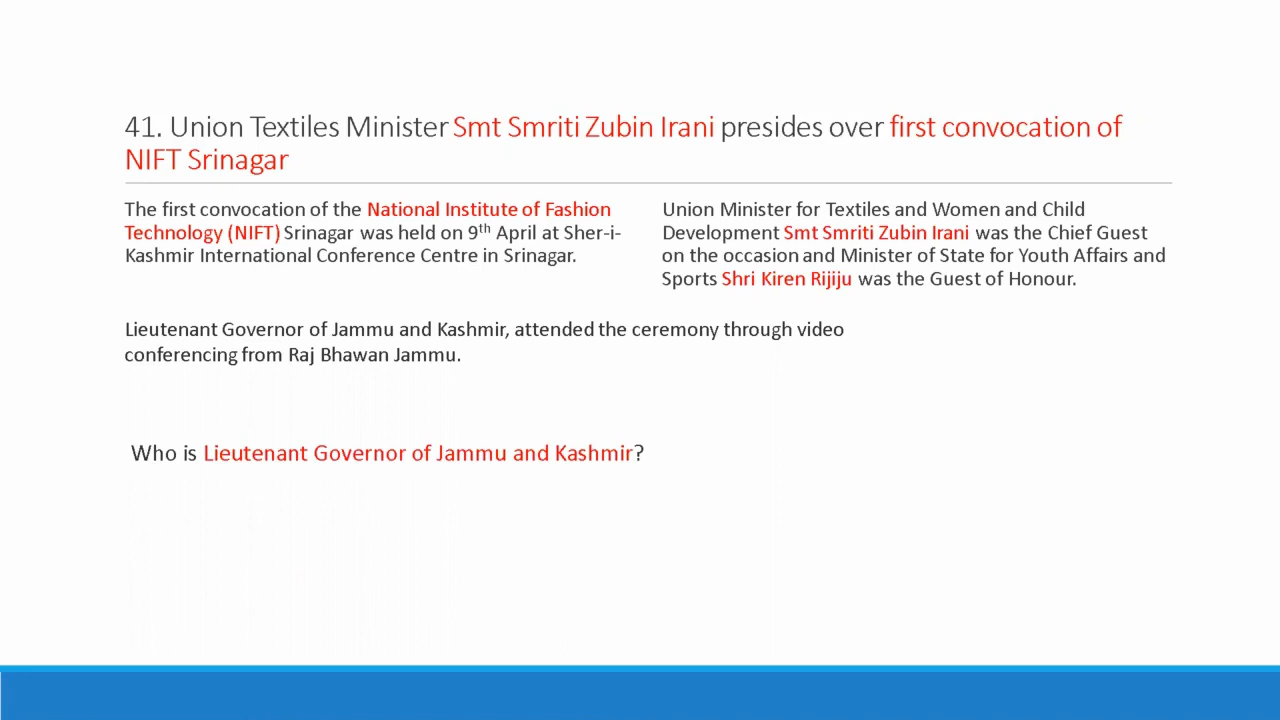 41. Union Textiles Minister Smt Smriti Zubin Irani presides over first convocation of
NIFT Srinagar
The first convocation of the National Institute of Fashion
Technology (NIFT) Srinagar was held on 9th April at Sher-i-
Kashmir International Conference Centre in Srinagar.
Union Minister for Textiles and Women and Child
Development Smt Smriti Zubin Irani was the Chief Guest
on the occasion and Minister of State for Youth Affairs and
Sports Shri Kiren Rijiju was the Guest of Honour.
Lieutenant Governor of Jammu and Kashmir, attended the ceremony through video
conferencing from Raj Bhawan Jammu.
Who is Lieutenant Governor of Jammu and Kashmir?